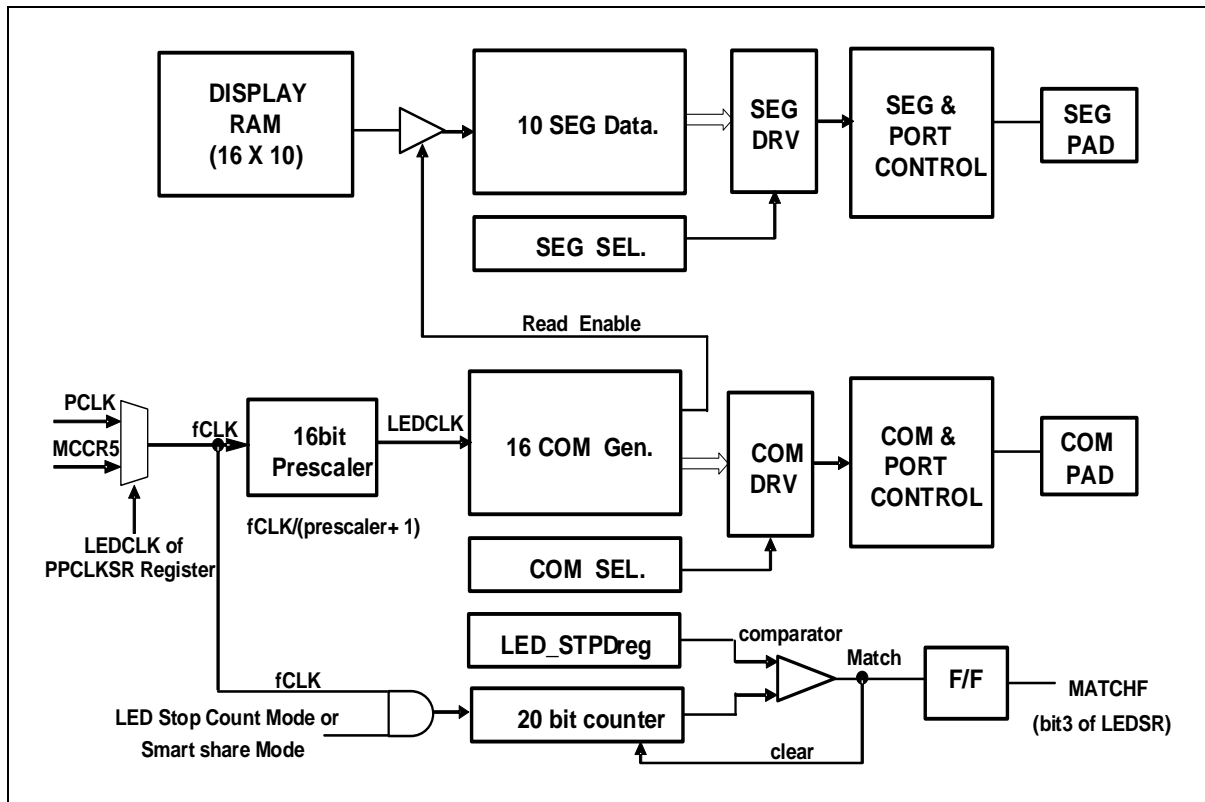 DISPLAY
RAM
(16 X 10)
10 SEG Data.
SEG
DRV
SEG &
PORT
CONTROL
SEG
PAD
SEG SEL.
Read Enable
PCLK
MCCR5
fCLK
16bit
Prescaler
LEDCLK
16 COM Gen.
COM
DRV
COM &
PORT
CONTROL
COM
PAD
fCLK/(prescaler+ 1)
LEDCLK of
PPCLKSR Register
COM SEL.
LED_STPDreg
comparator
Match
F/F
MATCHF
(bit3 of LEDSR)
fCLK
LED Stop Count Mode or
Smart share Mode
20 bit counter
clear